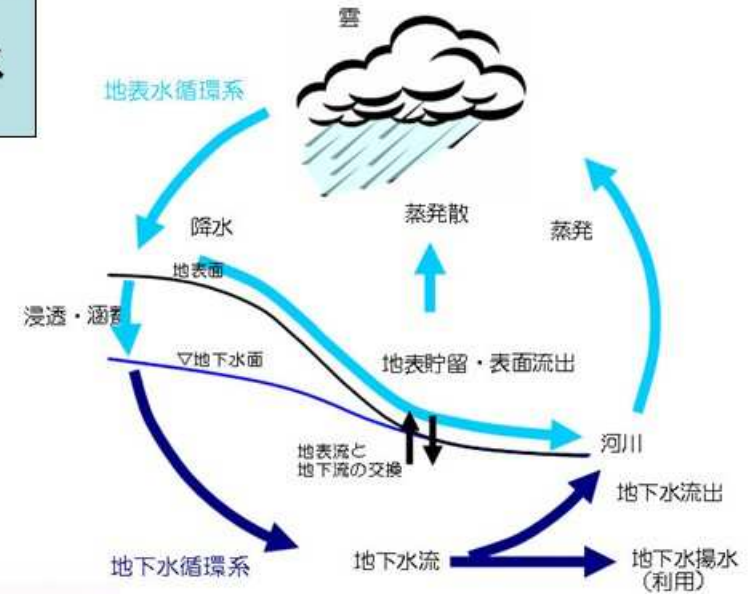 雲
地表水循環系
降水
蒸発散
蒸発
地表面
浸透・涵養
▽地下水面
地表貯留・表面流出
地表流と
地下流の交換
河川
地下水流出
地下水循環系
地下水流
地下水揚水
(利用)